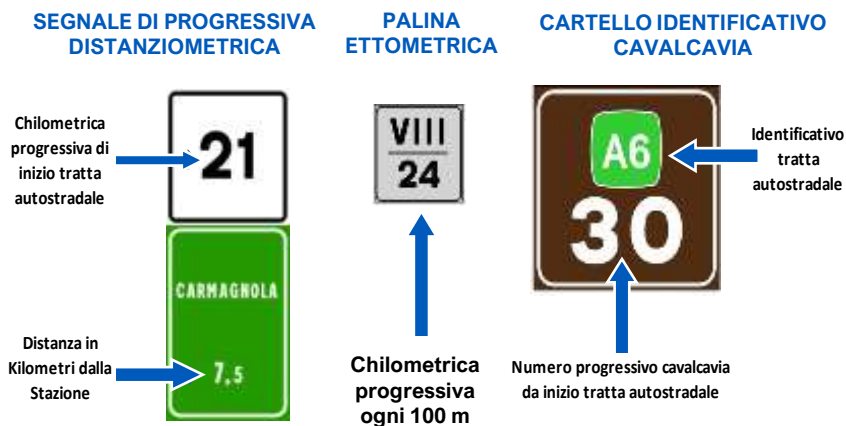 SEGNALE DI PROGRESSIVA
DISTANZIOMETRICA
PALINA
ETTOMETRICA
CARTELLO IDENTIFICATIVO
CAVALCAVIA
Chilometrica
progressiva di
inizio tratta
autostradale
21
CARMAGNOLA
7,5
Distanza in
Kilometri dalla
Stazione
VIII
24
Chilometrica
progressiva
ogni 100 m
A6
30
Identificativo
tratta
autostradale
Numero progressivo cavalcavia
da inizio tratta autostradale